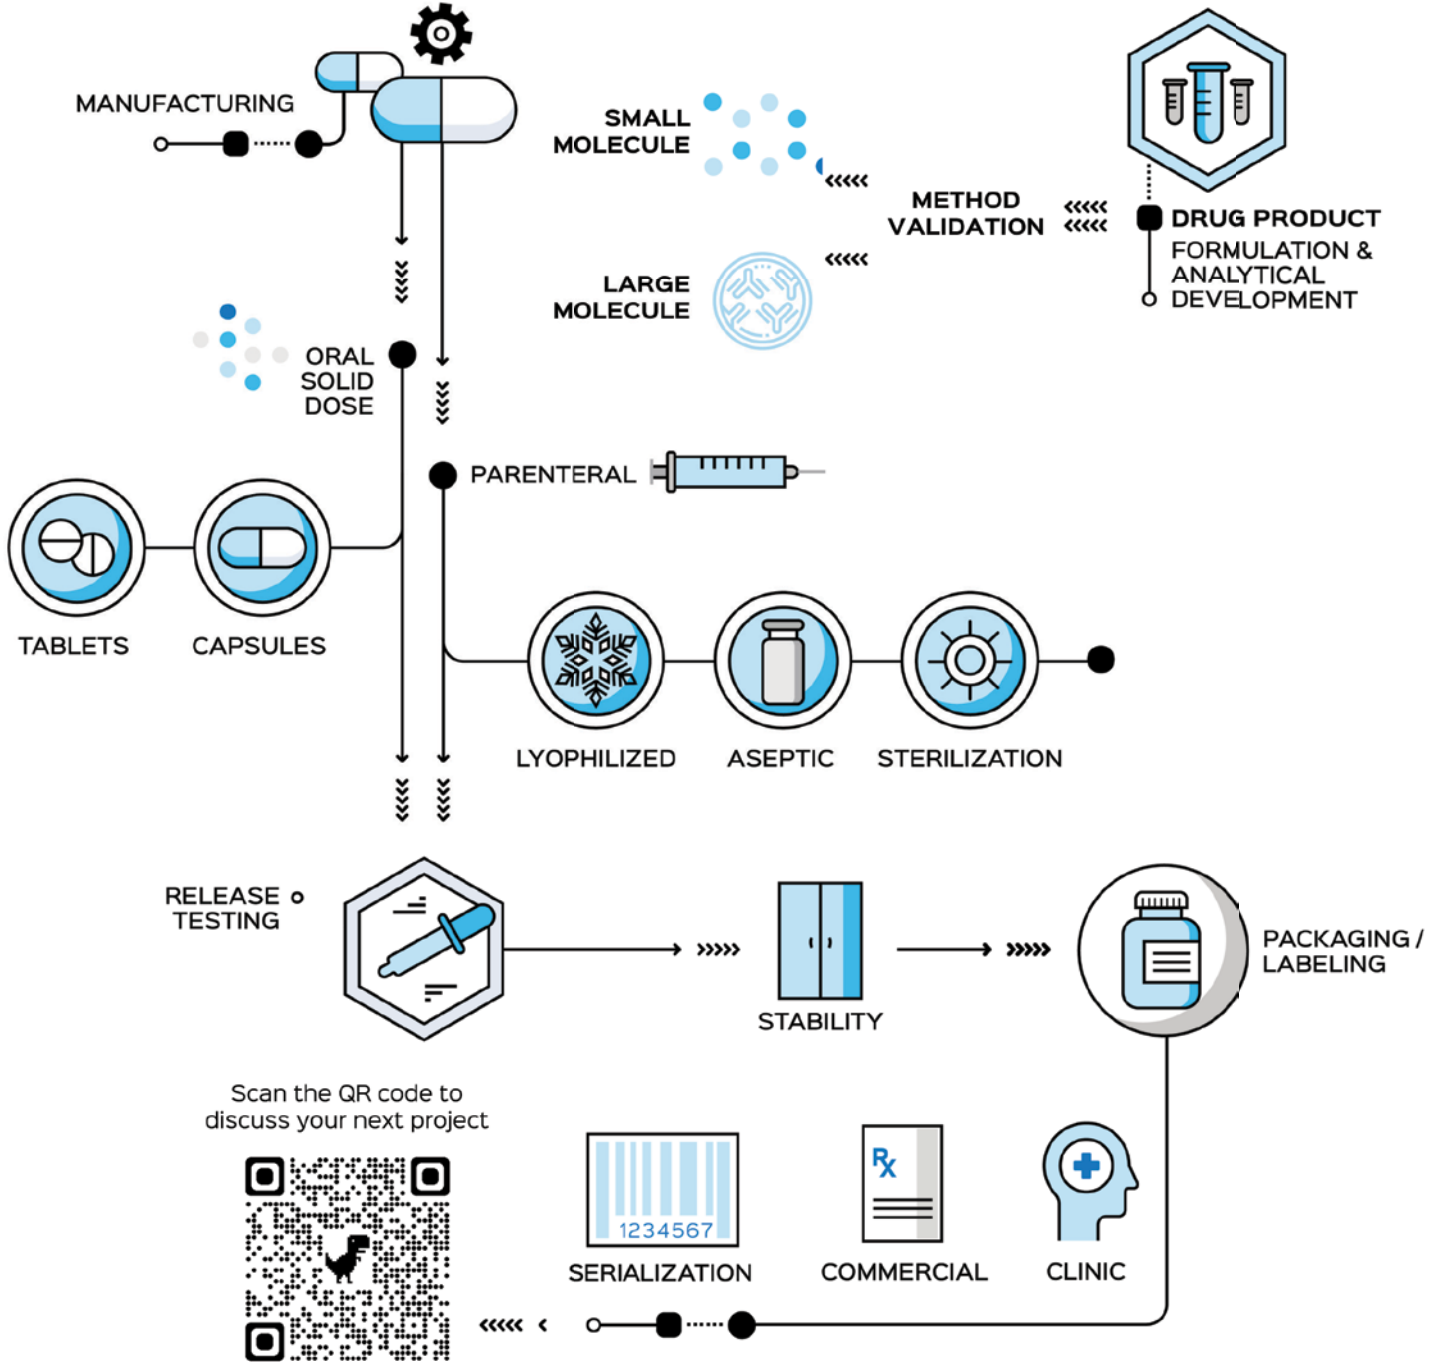 MANUFACTURING
SMALL
MOLECULE
METHOD
VALIDATION
DRUG PRODUCT
FORMULATION &
ANALYTICAL
DEVELOPMENT
LARGE
MOLECULE
ORAL
SOLID
DOSE
PARENTERAL
TABLETS
CAPSULES
LYOPHILIZED
ASEPTIC
STERILIZATION
RELEASE
TESTING
STABILITY
PACKAGING /
LABELING
Scan the QR code to
discuss your next project
1234567
Rx
SERIALIZATION
COMMERCIAL
CLINIC